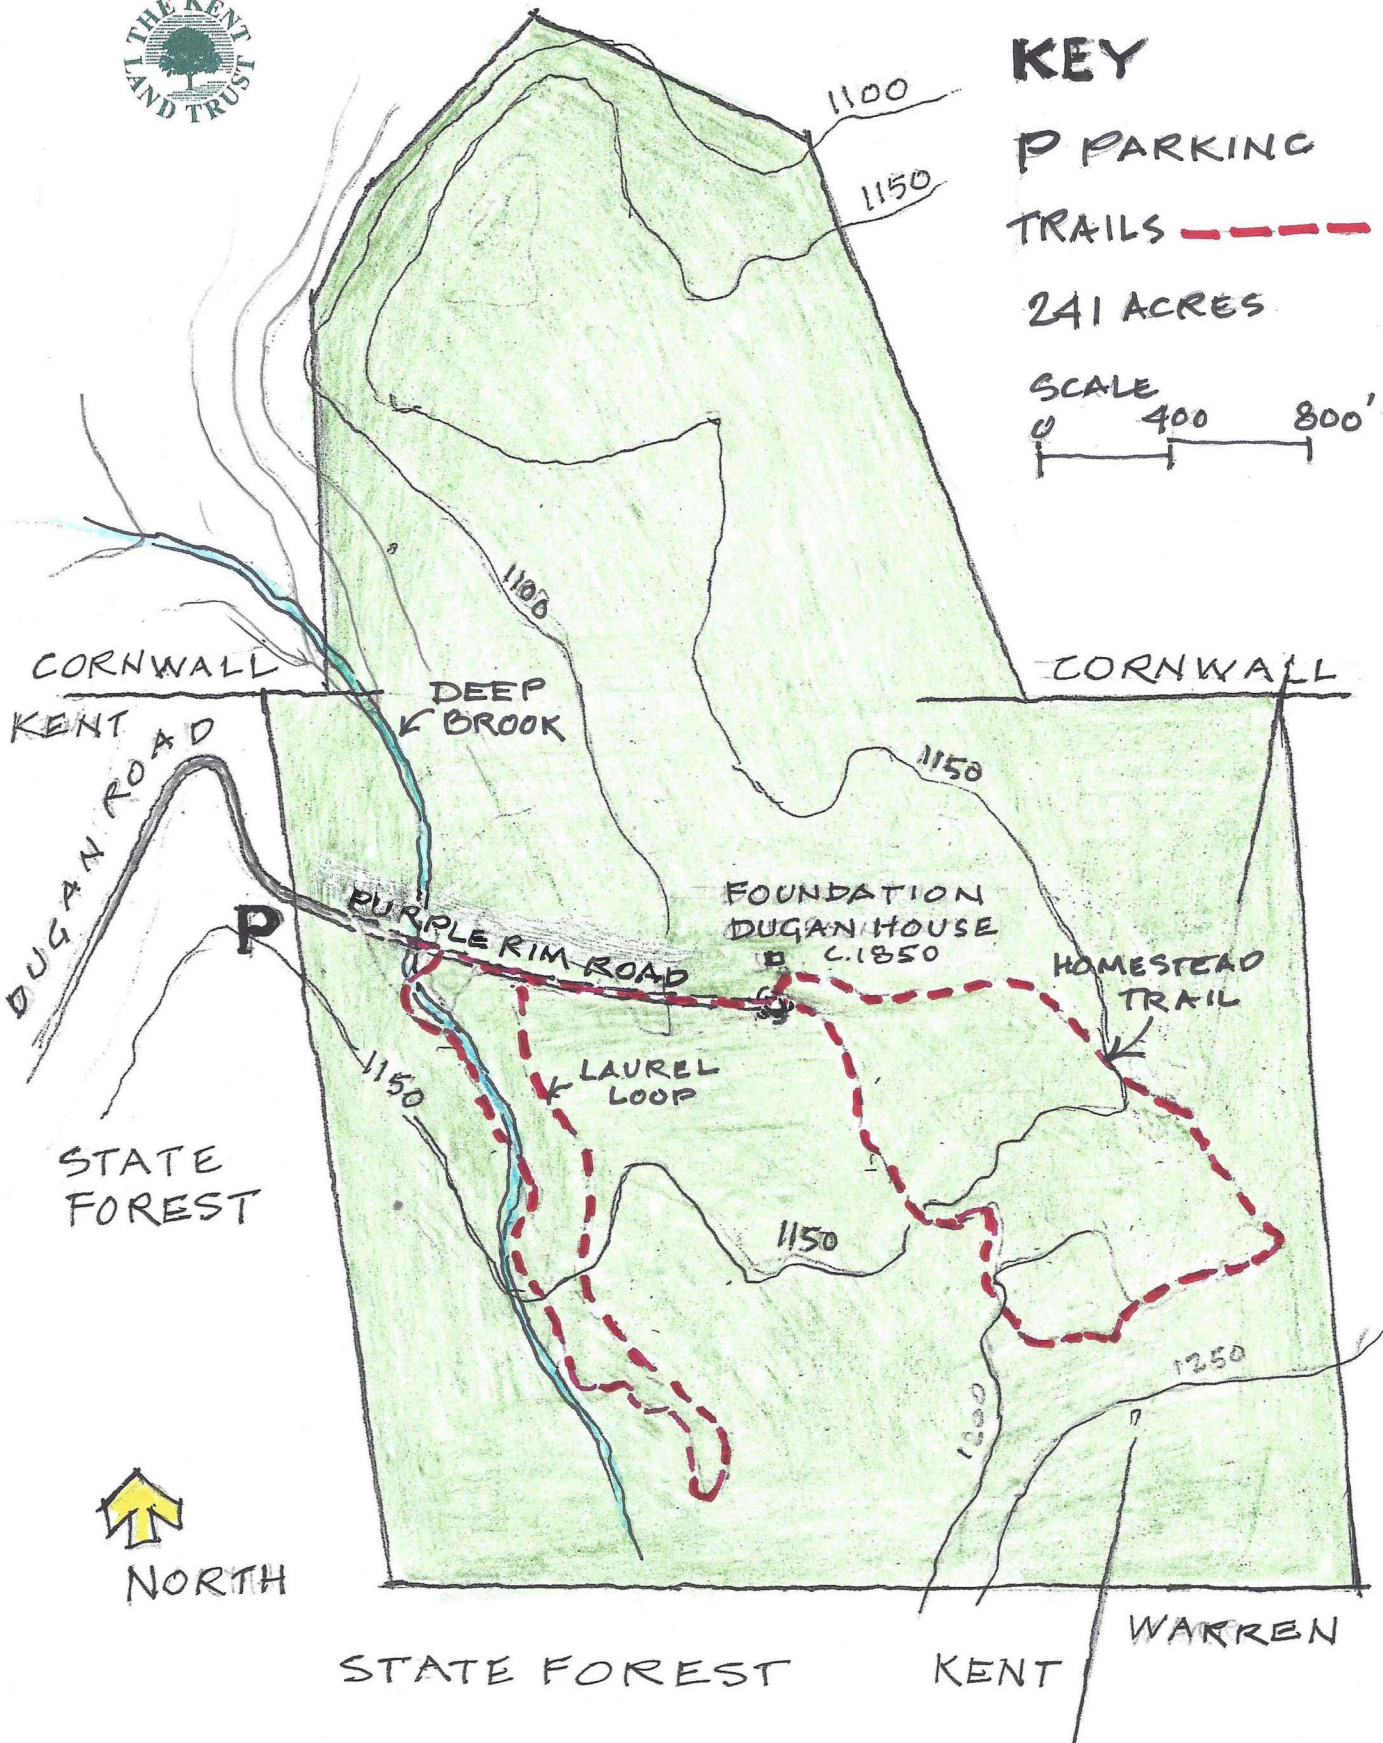 THE KENT
LAND TRUST
KEY
P PARKING
TRAILS
241 ACRES
SCALE
0 400 800'
1100
1150
1100
CORNWALL
CORNWALL
KENT
DEEP
BROOK
DUGAN ROAD
1150
P
PURPLE RIM ROAD
FOUNDATION
DUGAN HOUSE
C.1850
HOMESTEAD
TRAIL
LAUREL
LOOP
1150
STATE
FOREST
1150
1250
1200
NORTH
STATE FOREST
KENT
WARREN